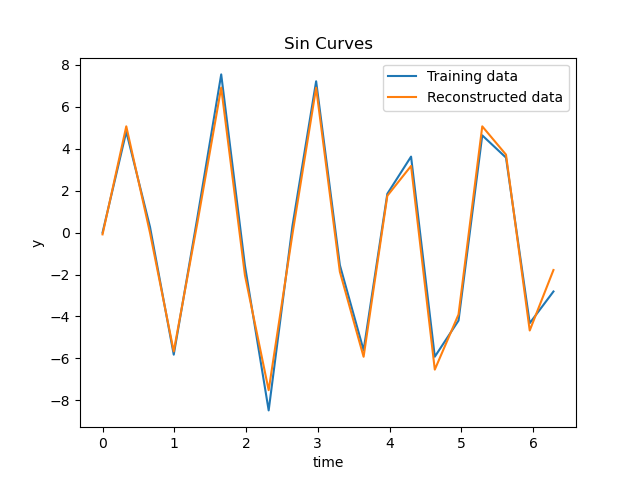 Sin Curves
Training data
Reconstructed data
8
6
4
2
0
−2
−4
−6
−8
y
0 1 2 3 4 5 6
time